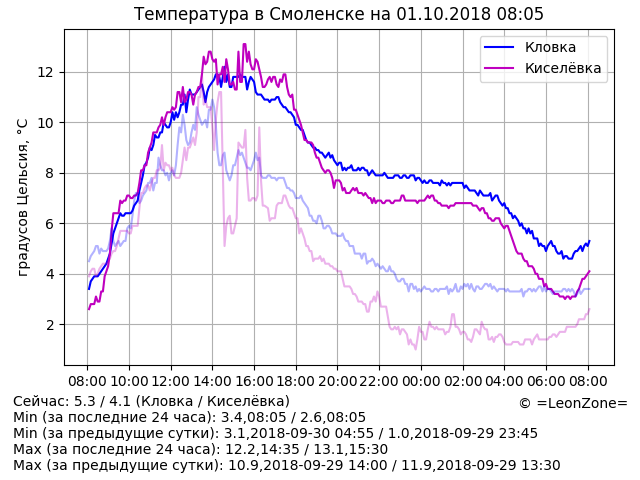 Температура в Смоленске на 01.10.2018 08:05
Кловка
Киселёвка
градусов Цельсия, °C
12
10
8
6
4
2
08:00 10:00 12:00 14:00 16:00 18:00 20:00 22:00 00:00 02:00 04:00 06:00 08:00
Сейчас: 5.3 / 4.1 (Кловка / Киселёвка)
© =LeonZone=
Min (за последние 24 часа): 3.4,08:05 / 2.6,08:05
Min (за предыдущие сутки): 3.1,2018-09-30 04:55 / 1.0,2018-09-29 23:45
Max (за последние 24 часа): 12.2,14:35 / 13.1,15:30
Max (за предыдущие сутки): 10.9,2018-09-29 14:00 / 11.9,2018-09-29 13:30